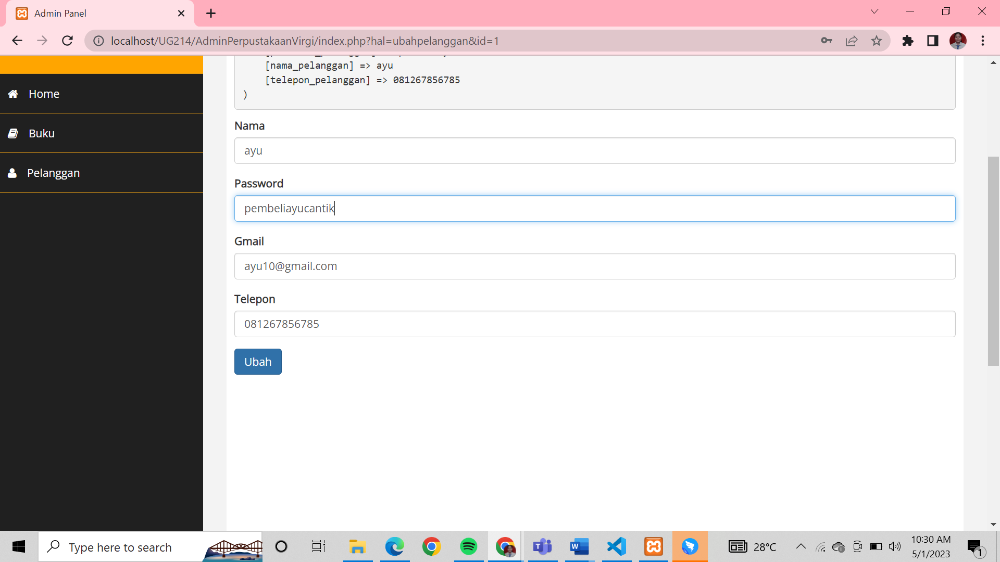 Admin Panel
localhost/UG214/AdminPerpustakaanVirgi/index.php?hal=ubahpelanggan&id=1
[nama_pelanggan] => ayu
[telepon_pelanggan] => 081267856785
)
Home
Buku
Pelanggan
Nama
ayu
Password
pembeliayucantik
Gmail
ayu10@gmail.com
Telepon
081267856785
Ubah
Type here to search
28°C
10:30 AM
5/1/2023
1